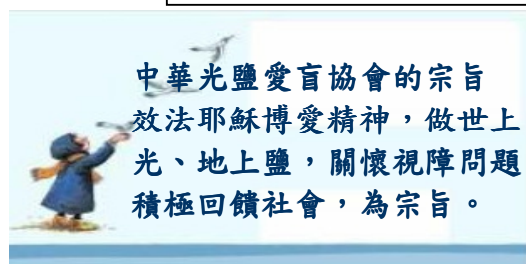 中華光鹽愛盲協會的宗旨
效法耶穌博愛精神，做世上
光、地上鹽，關懷視障問題
積極回饋社會，為宗旨。